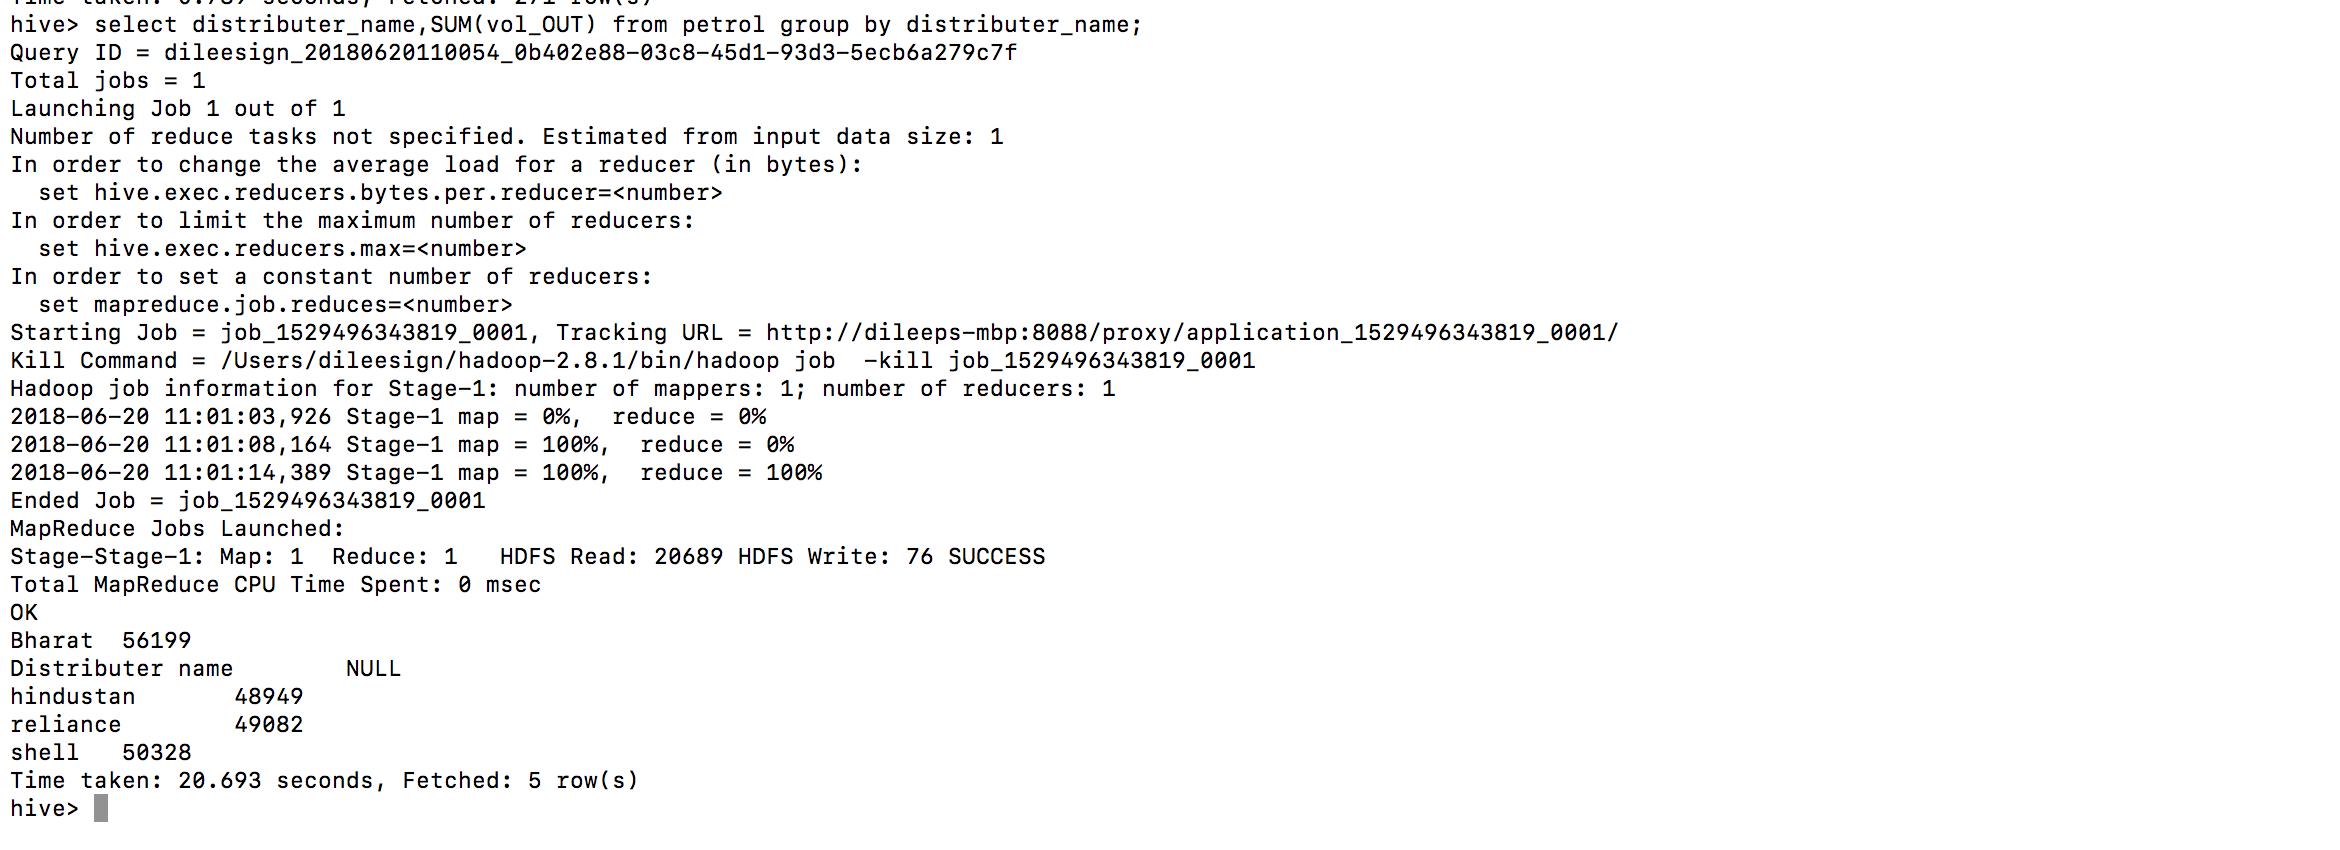 Time taken: 0.789 seconds, Fetched: 271 row(s)
hive> select distributer_name,SUM(vol_OUT) from petrol group by distributer_name;
Query ID = dileesign_20180620110054_0b402e88-03c8-45d1-93d3-5ecb6a279c7f
Total jobs = 1
Launching Job 1 out of 1
Number of reduce tasks not specified. Estimated from input data size: 1
In order to change the average load for a reducer (in bytes):
  set hive.exec.reducers.bytes.per.reducer=<number>
In order to limit the maximum number of reducers:
  set hive.exec.reducers.max=<number>
In order to set a constant number of reducers:
  set mapreduce.job.reduces=<number>
Starting Job = job_1529496343819_0001, Tracking URL = http://dileeps-mbp:8088/proxy/application_1529496343819_0001/
Kill Command = /Users/dileesign/hadoop-2.8.1/bin/hadoop job  -kill job_1529496343819_0001
Hadoop job information for Stage-1: number of mappers: 1; number of reducers: 1
2018-06-20 11:01:03,926 Stage-1 map = 0%,  reduce = 0%
2018-06-20 11:01:08,164 Stage-1 map = 100%,  reduce = 0%
2018-06-20 11:01:14,389 Stage-1 map = 100%,  reduce = 100%
Ended Job = job_1529496343819_0001
MapReduce Jobs Launched:
Stage-Stage-1: Map: 1  Reduce: 1   HDFS Read: 20689 HDFS Write: 76 SUCCESS
Total MapReduce CPU Time Spent: 0 msec
OK
Bharat  56199
Distributer name        NULL
hindustan       48949
reliance        49082
shell   50328
Time taken: 20.693 seconds, Fetched: 5 row(s)
hive>